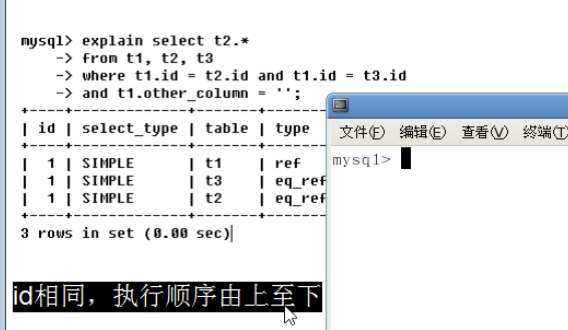 mysql> explain select t2.*
    -> from t1, t2, t3
    -> where t1.id = t2.id and t1.id = t3.id
    -> and t1.other_column = '';
+----+-------------+-------+-------
| id | select_type | table | type
+----+-------------+-------+-------
|  1 | SIMPLE      | t1    | ref
|  1 | SIMPLE      | t3    | eq_ref
|  1 | SIMPLE      | t2    | eq_ref
+----+-------------+-------+-------
3 rows in set (0.00 sec)
文件(F) 编辑(E) 查看(V) 终端(T)
mysql>
id相同，执行顺序由上至下